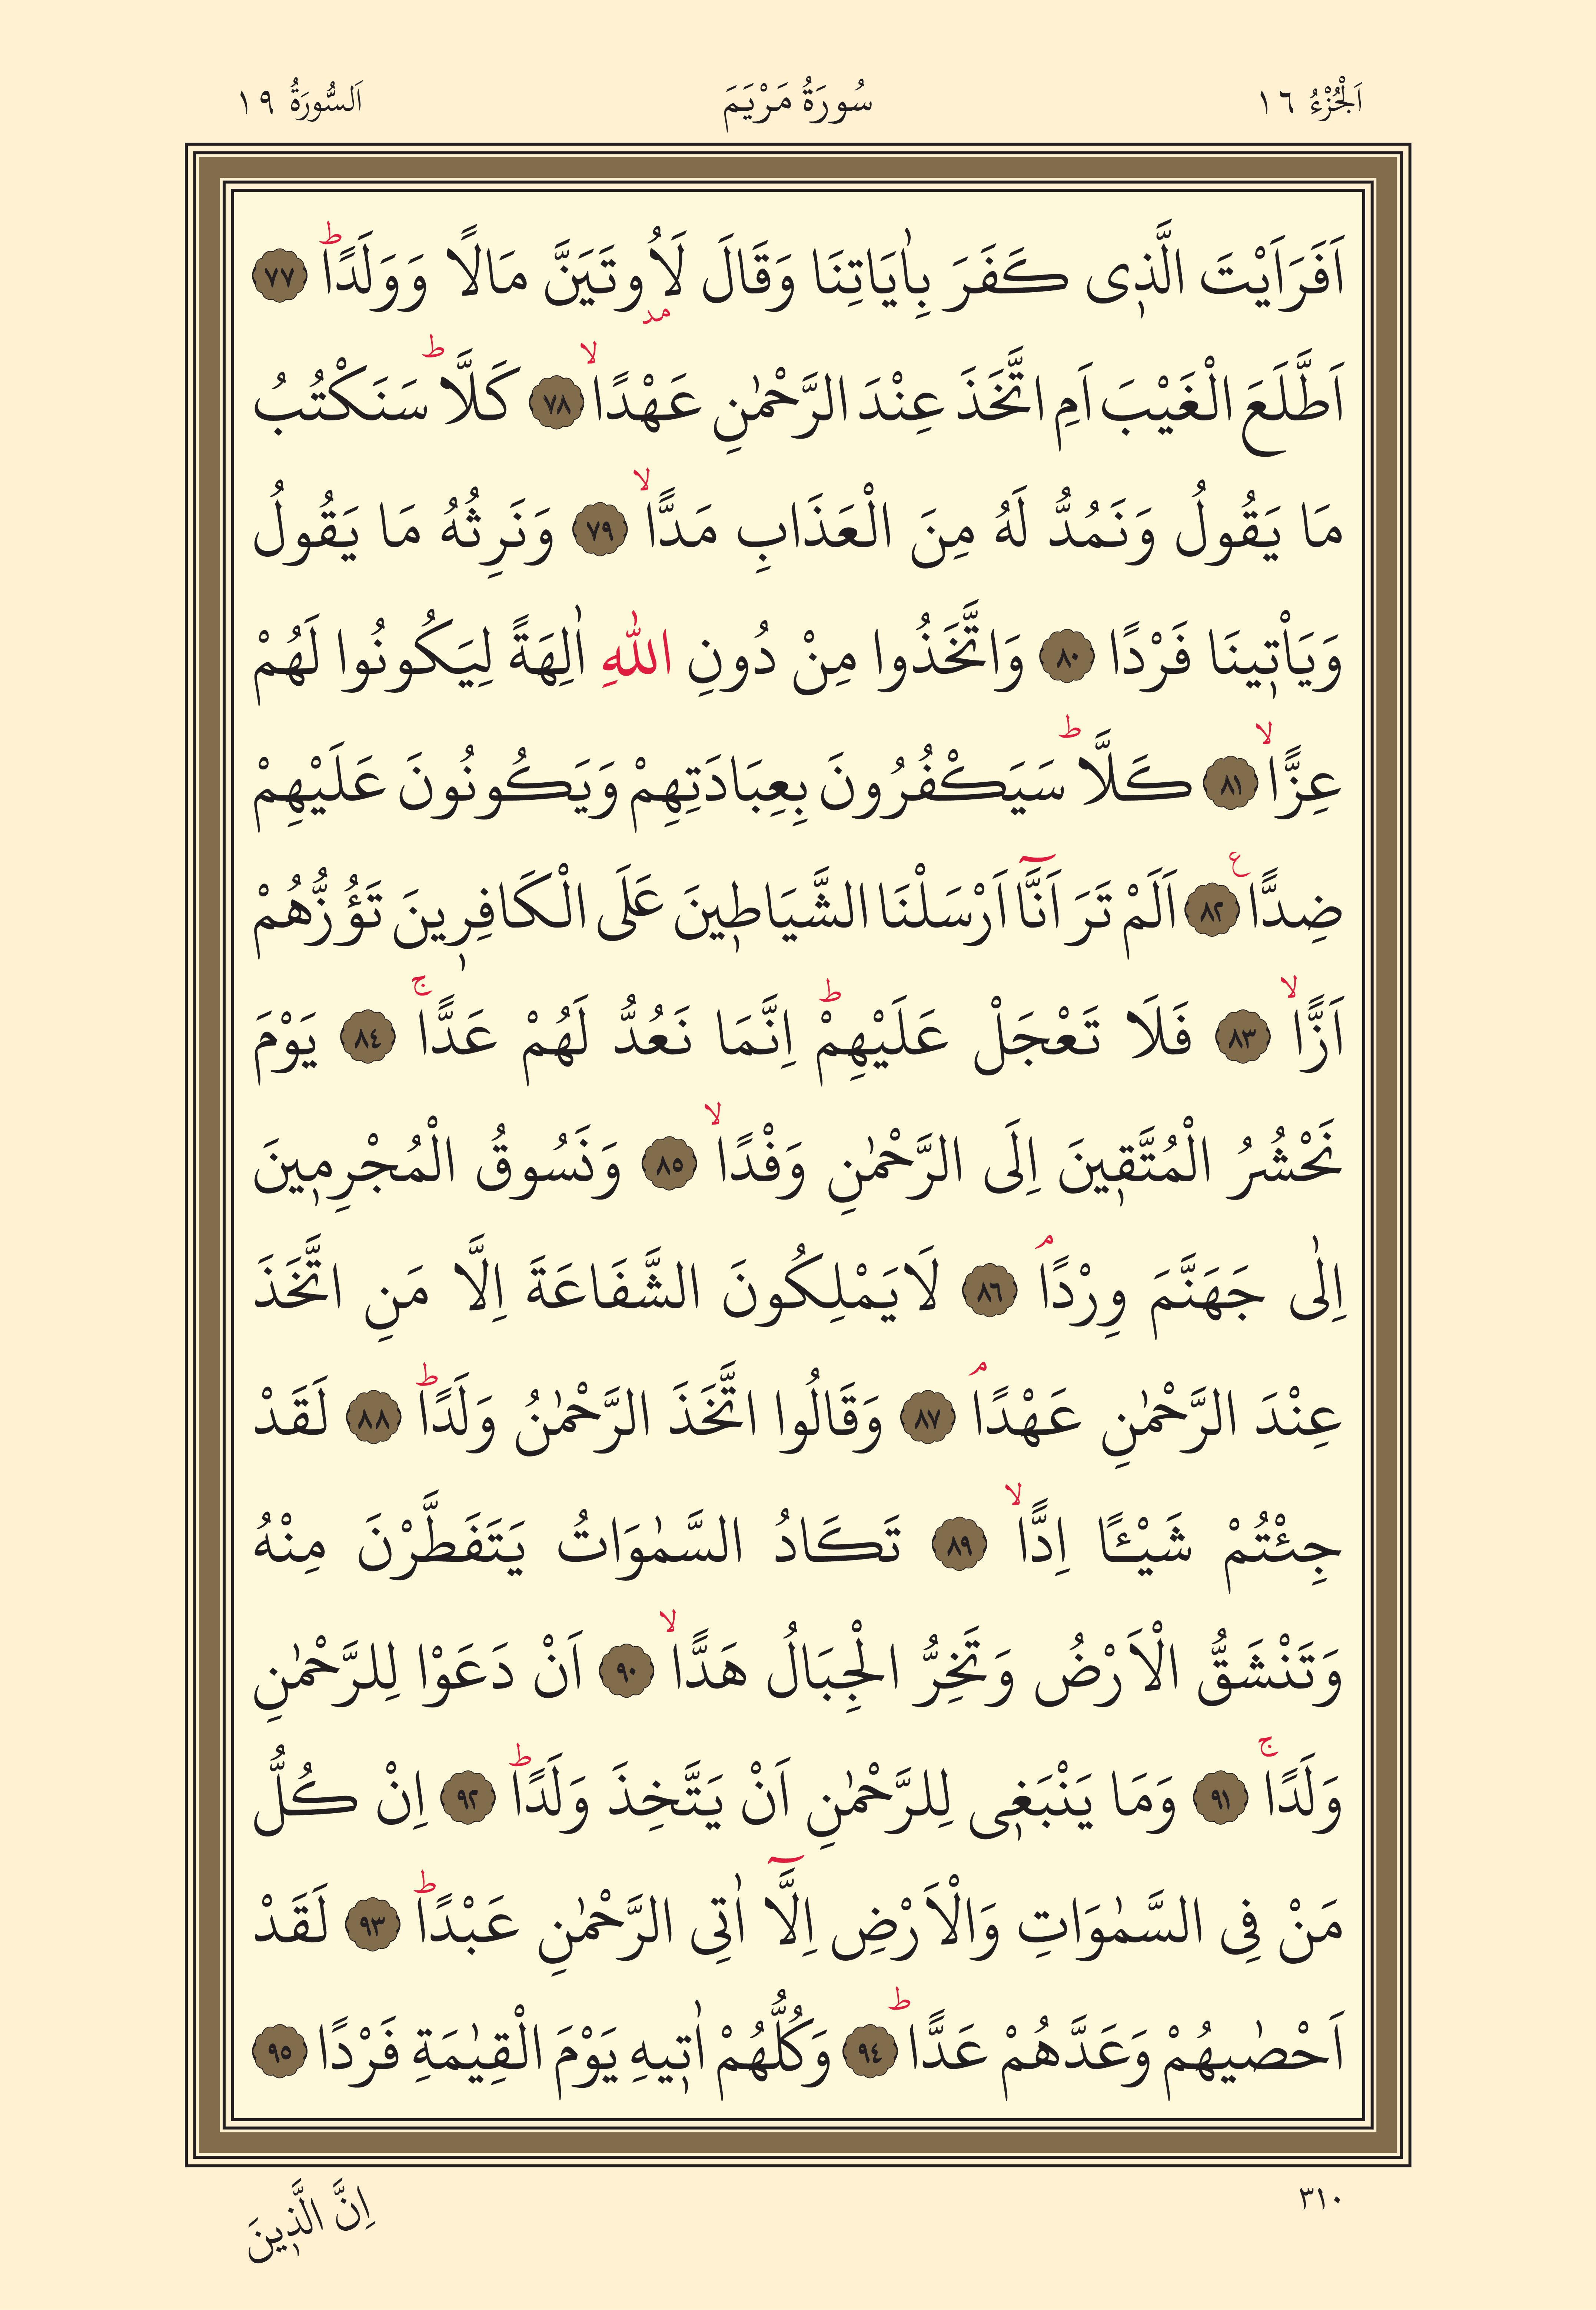 اَلْجُزْءُ ١٦ سُورَةُ مَرْيَمَ اَلسُّورَةُ ١٩
اَفَرَاَيْتَ الَّذ۪ى كَفَرَ بِاٰيَاتِنَا وَقَالَ لَاُو۫تَيَنَّ مَالًا وَوَلَدًاۜ ﴿٧٧﴾
اَطَّلَعَ الْغَيْبَ اَمِ اتَّخَذَ عِنْدَ الرَّحْمٰنِ عَهْدًاۙ ﴿٧٨﴾ كَلَّاۜ سَنَكْتُبُ
مَا يَقُولُ وَنَمُدُّ لَهُ مِنَ الْعَذَابِ مَدًّاۙ ﴿٧٩﴾ وَنَرِثُهُ مَا يَقُولُ
وَيَاْت۪ينَا فَرْدًا ﴿٨٠﴾ وَاتَّخَذُوا مِنْ دُونِ اللّٰهِ اٰلِهَةً لِيَكُونُوا لَهُمْ
عِزًّاۙ ﴿٨١﴾ كَلَّاۜ سَيَكْفُرُونَ بِعِبَادَتِهِمْ وَيَكُونُونَ عَلَيْهِمْ
ضِدًّا۟ ﴿٨٢﴾ اَلَمْ تَرَ اَنَّٓا اَرْسَلْنَا الشَّيَاط۪ينَ عَلَى الْكَافِر۪ينَ تَؤُزُّهُمْ
اَزًّاۙ ﴿٨٣﴾ فَلَا تَعْجَلْ عَلَيْهِمْۜ اِنَّمَا نَعُدُّ لَهُمْ عَدًّاۚ ﴿٨٤﴾ يَوْمَ
نَحْشُرُ الْمُتَّق۪ينَ اِلَى الرَّحْمٰنِ وَفْدًاۙ ﴿٨٥﴾ وَنَسُوقُ الْمُجْرِم۪ينَ
اِلٰى جَهَنَّمَ وِرْدًاۢ ﴿٨٦﴾ لَا يَمْلِكُونَ الشَّفَاعَةَ اِلَّا مَنِ اتَّخَذَ
عِنْدَ الرَّحْمٰنِ عَهْدًاۢ ﴿٨٧﴾ وَقَالُوا اتَّخَذَ الرَّحْمٰنُ وَلَدًاۜ ﴿٨٨﴾ لَقَدْ
جِئْتُمْ شَيْـًٔا اِدًّاۙ ﴿٨٩﴾ تَكَادُ السَّمٰوَاتُ يَتَفَطَّرْنَ مِنْهُ
وَتَنْشَقُّ الْاَرْضُ وَتَخِرُّ الْجِبَالُ هَدًّاۙ ﴿٩٠﴾ اَنْ دَعَوْا لِلرَّحْمٰنِ
وَلَدًاۚ ﴿٩١﴾ وَمَا يَنْبَغ۪ى لِلرَّحْمٰنِ اَنْ يَتَّخِذَ وَلَدًاۜ ﴿٩٢﴾ اِنْ كُلُّ
مَنْ فِى السَّمٰوَاتِ وَالْاَرْضِ اِلَّٓا اٰتِى الرَّحْمٰنِ عَبْدًاۜ ﴿٩٣﴾ لَقَدْ
اَحْصٰيهُمْ وَعَدَّهُمْ عَدًّاۜ ﴿٩٤﴾ وَكُلُّهُمْ اٰت۪يهِ يَوْمَ الْقِيٰمَةِ فَرْدًا ﴿٩٥﴾
٣١٠ اِنَّ الَّذ۪ينَ